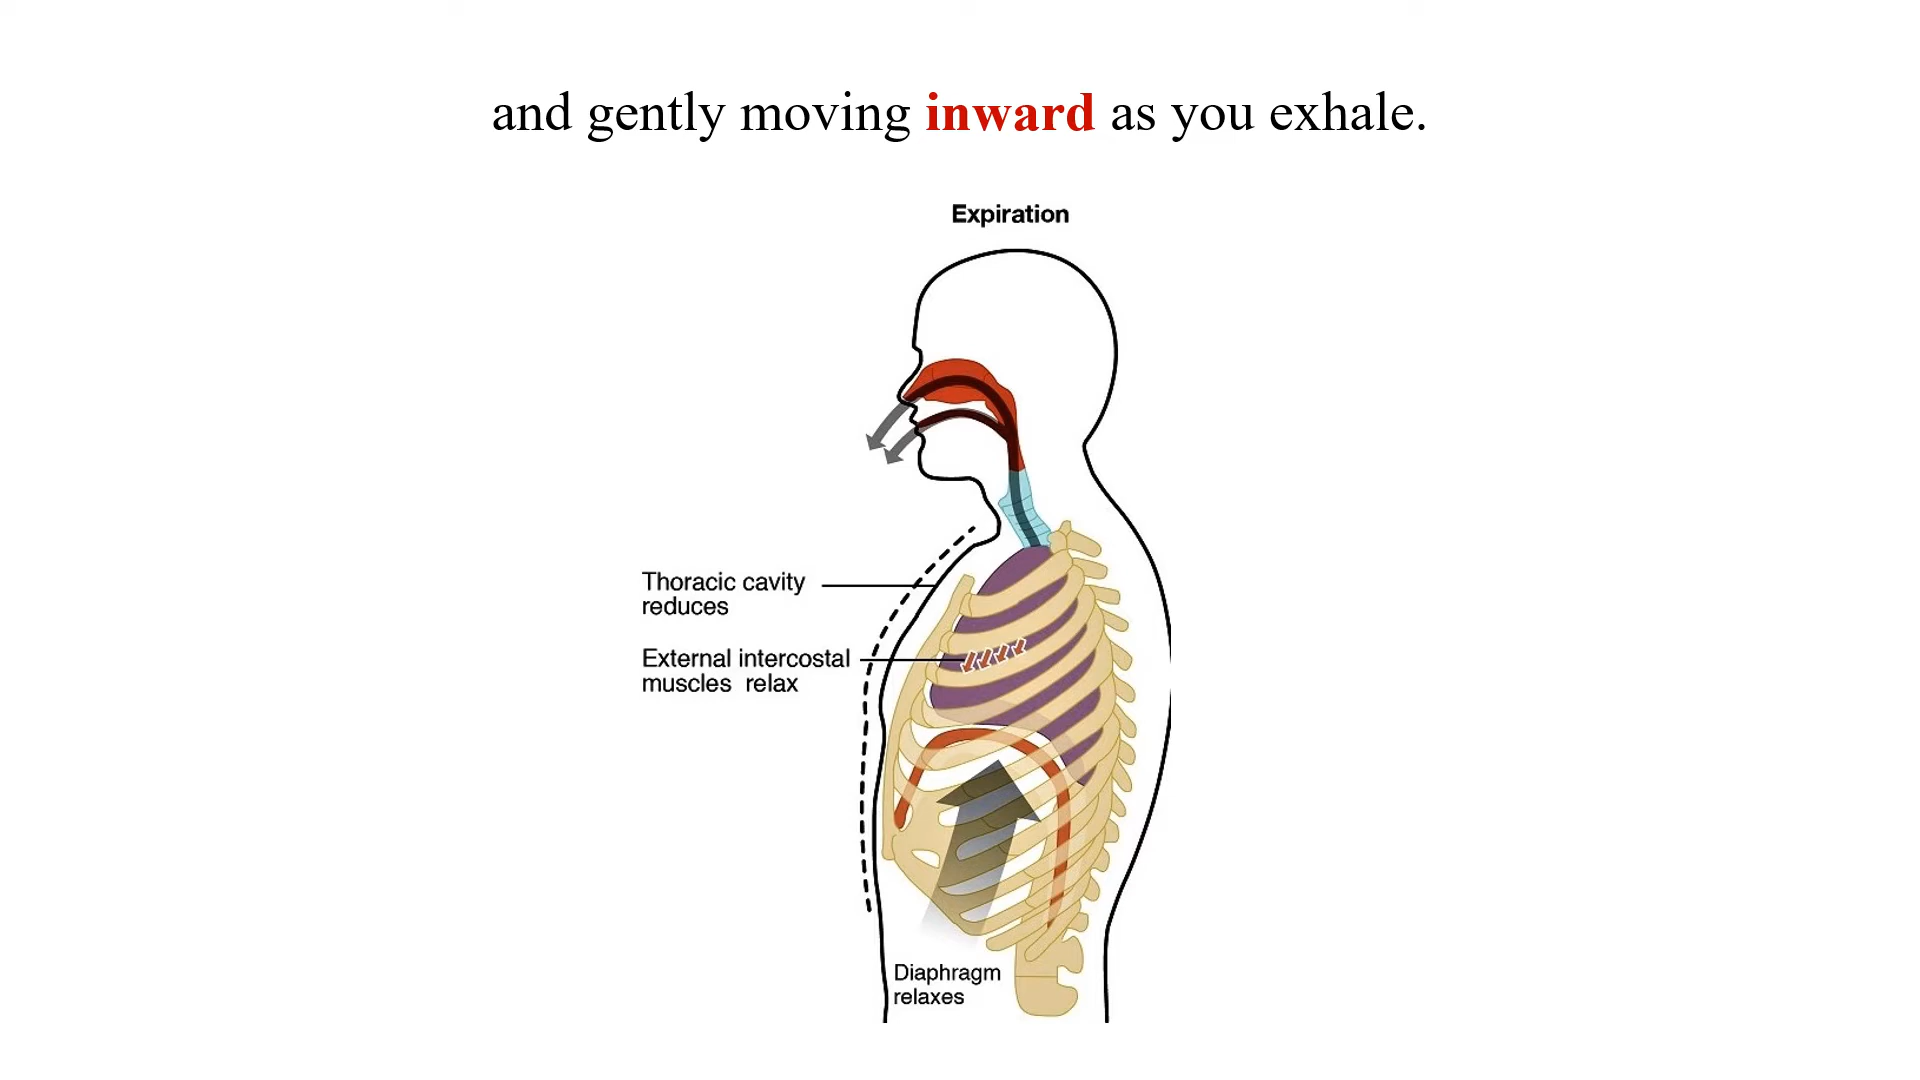 and gently moving inward as you exhale.
Expiration
Thoracic cavity
reduces
External intercostal
muscles relax
Diaphragm
relaxes